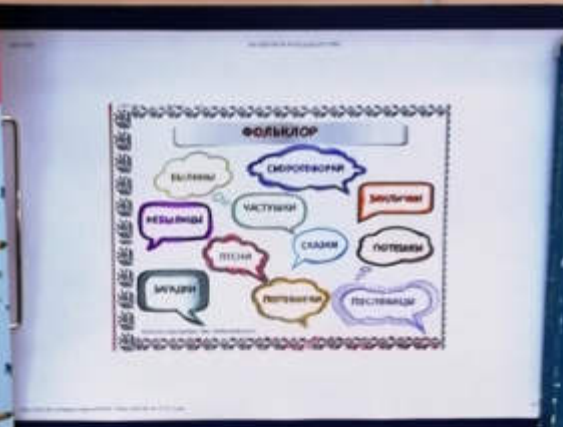 ФОЛЬКЛОР
БЫЛИНЫ
СКОРОГОВОРКИ
ЗАКЛИЧКИ
НЕБЫЛИЦЫ
ЧАСТУШКИ
ПЕСНИ
СКАЗКИ
ПОТЕШКИ
ЗАГАДКИ
ПОГОВОРКИ
ПОСЛОВИЦЫ